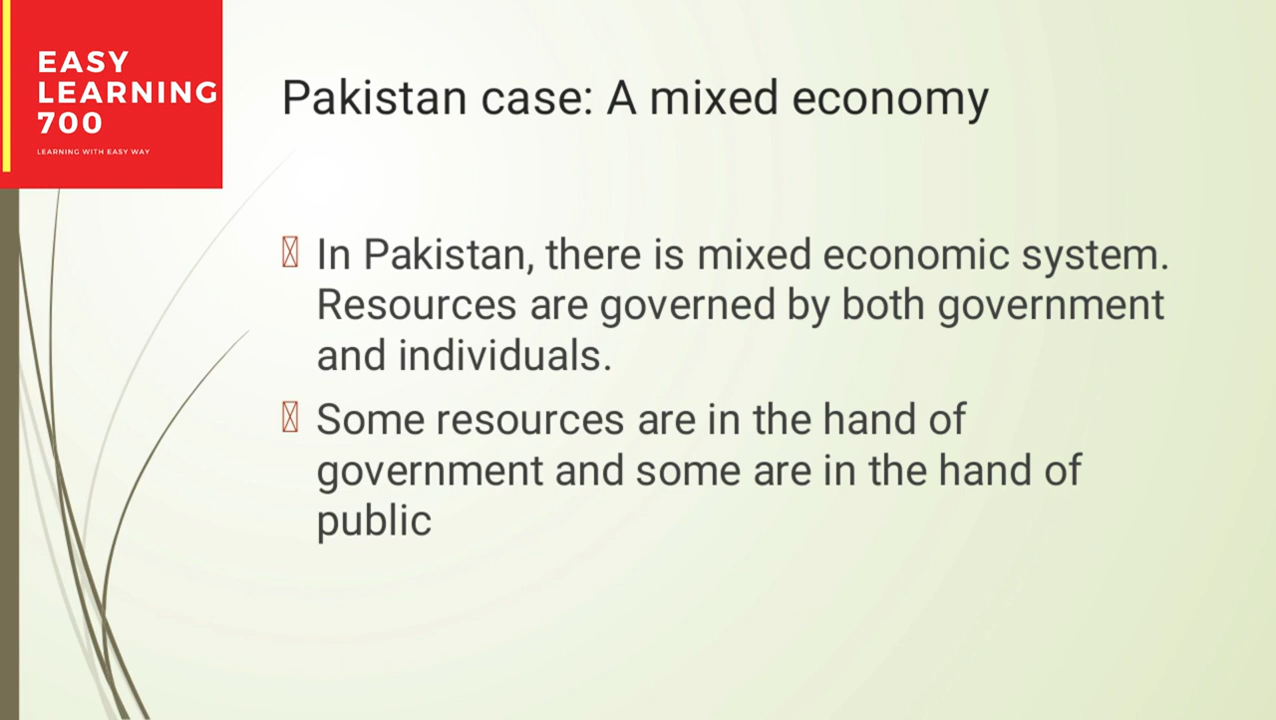 EASY
LEARNING
700
LEARNING WITH EASY WAY
Pakistan case: A mixed economy
In Pakistan, there is mixed economic system.
Resources are governed by both government
and individuals.
Some resources are in the hand of
government and some are in the hand of
public